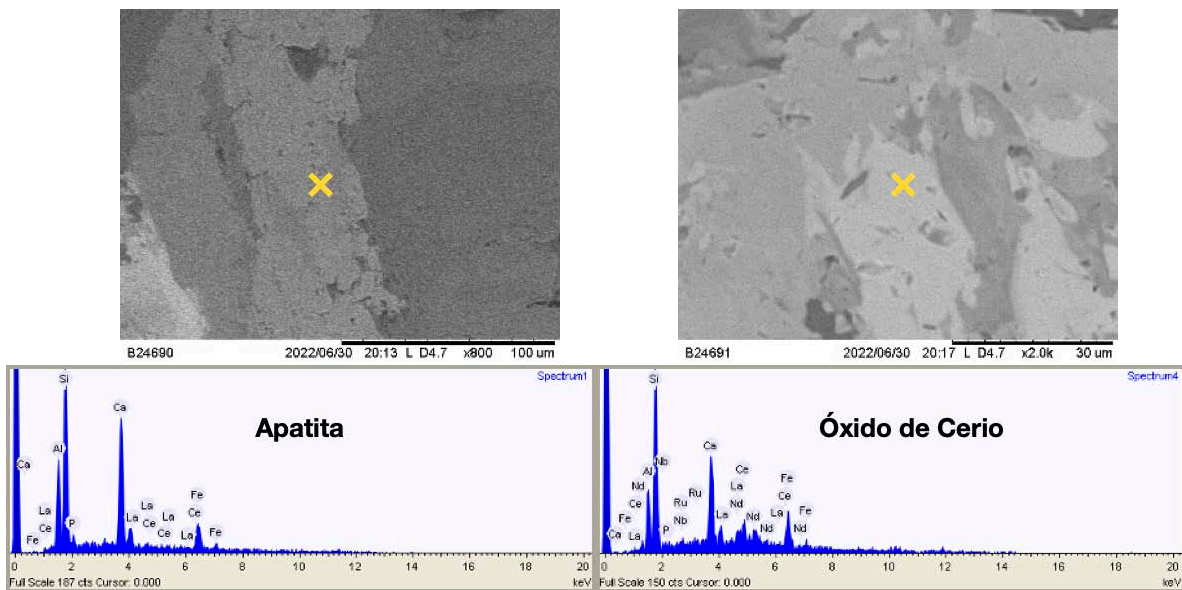 B24690 2022/06/30 20:13 L D4.7 x800 100 um
B24691 2022/06/30 20:17 L D4.7 x2.0k 30 um
Spectrum1
Apatita
Si
Ca
Al
Ca
Fe
La
La
Ce
La
Ce
P
La
Ce
Ce
La
Fe
Fe
0 2 4 6 8 10 12 14 16 18 20
Full Scale 187 cts Cursor: 0.000 keV
Spectrum4
Óxido de Cerio
Si
Ca
Nb
Al
Ce
Fe
Nd
Ru
La
Ce
Ce
Ru
Nd
Fe
Fe
Nb
La
Nd
La
Ca
La
P
Nd
Nd
0 2 4 6 8 10 12 14 16 18 20
Full Scale 150 cts Cursor: 0.000 keV